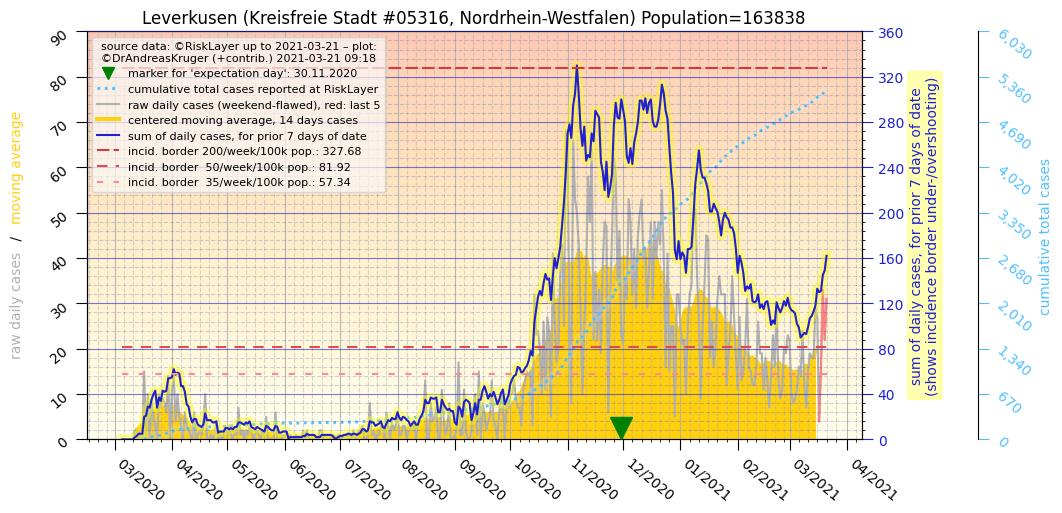 Leverkusen (Kreisfreie Stadt #05316, Nordrhein-Westfalen) Population=163838
source data: ©RiskLayer up to 2021-03-21 – plot:
©DrAndreasKruger (+contrib.) 2021-03-21 09:18
marker for 'expectation day': 30.11.2020
cumulative total cases reported at RiskLayer
raw daily cases (weekend-flawed), red: last 5
centered moving average, 14 days cases
sum of daily cases, for prior 7 days of date
incid. border 200/week/100k pop.: 327.68
incid. border  50/week/100k pop.: 81.92
incid. border  35/week/100k pop.: 57.34
raw daily cases  /  moving average
90
80
70
60
50
40
30
20
10
0
03/2020
04/2020
05/2020
06/2020
07/2020
08/2020
09/2020
10/2020
11/2020
12/2020
01/2021
02/2021
03/2021
04/2021
360
320
280
240
200
160
120
80
40
0
sum of daily cases, for prior 7 days of date
(shows incidence border under-/overshooting)
6,030
5,360
4,690
4,020
3,350
2,680
2,010
1,340
670
0
cumulative total cases